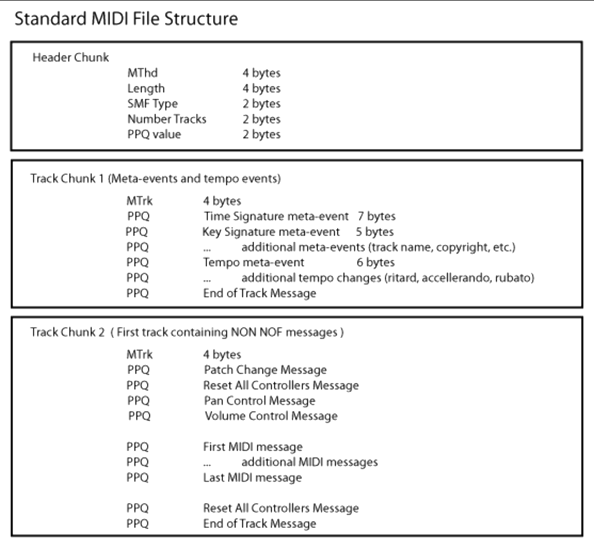 Standard MIDI File Structure
Header Chunk
MThd 4 bytes
Length 4 bytes
SMF Type 2 bytes
Number Tracks 2 bytes
PPQ value 2 bytes
Track Chunk 1 (Meta-events and tempo events)
MTrk 4 bytes
PPQ Time Signature meta-event 7 bytes
PPQ Key Signature meta-event 5 bytes
PPQ ... additional meta-events (track name, copyright, etc.)
PPQ Tempo meta-event 6 bytes
PPQ ... additional tempo changes (ritard, accellerando, rubato)
PPQ End of Track Message
Track Chunk 2 ( First track containing NON NOF messages )
MTrk 4 bytes
PPQ Patch Change Message
PPQ Reset All Controllers Message
PPQ Pan Control Message
PPQ Volume Control Message
PPQ First MIDI message
PPQ ... additional MIDI messages
PPQ Last MIDI message
PPQ Reset All Controllers Message
PPQ End of Track Message